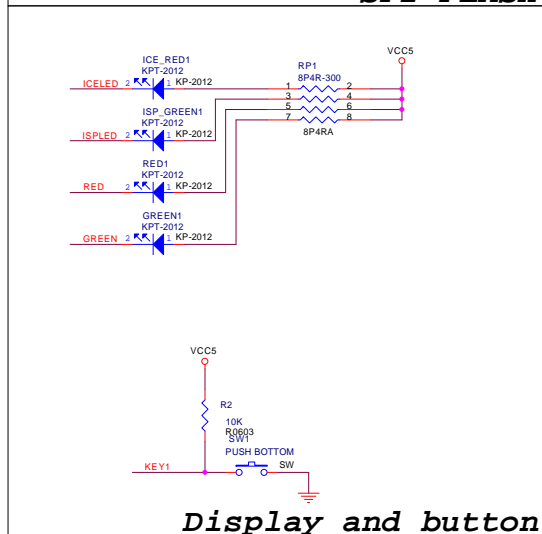 ICE_RED1
KPT-2012
ICELED 2 1 KP-2012
ISP_GREEN1
KPT-2012
ISPLED 2 1 KP-2012
RED1
KPT-2012
RED 2 1 KP-2012
GREEN1
KPT-2012
GREEN 2 1 KP-2012
RP1
8P4R-300
1 2
3 4
5 6
7 8
8P4RA
VCC5
VCC5
R2
10K
R0603
SW1
PUSH BOTTOM
KEY1
SW
Display and button